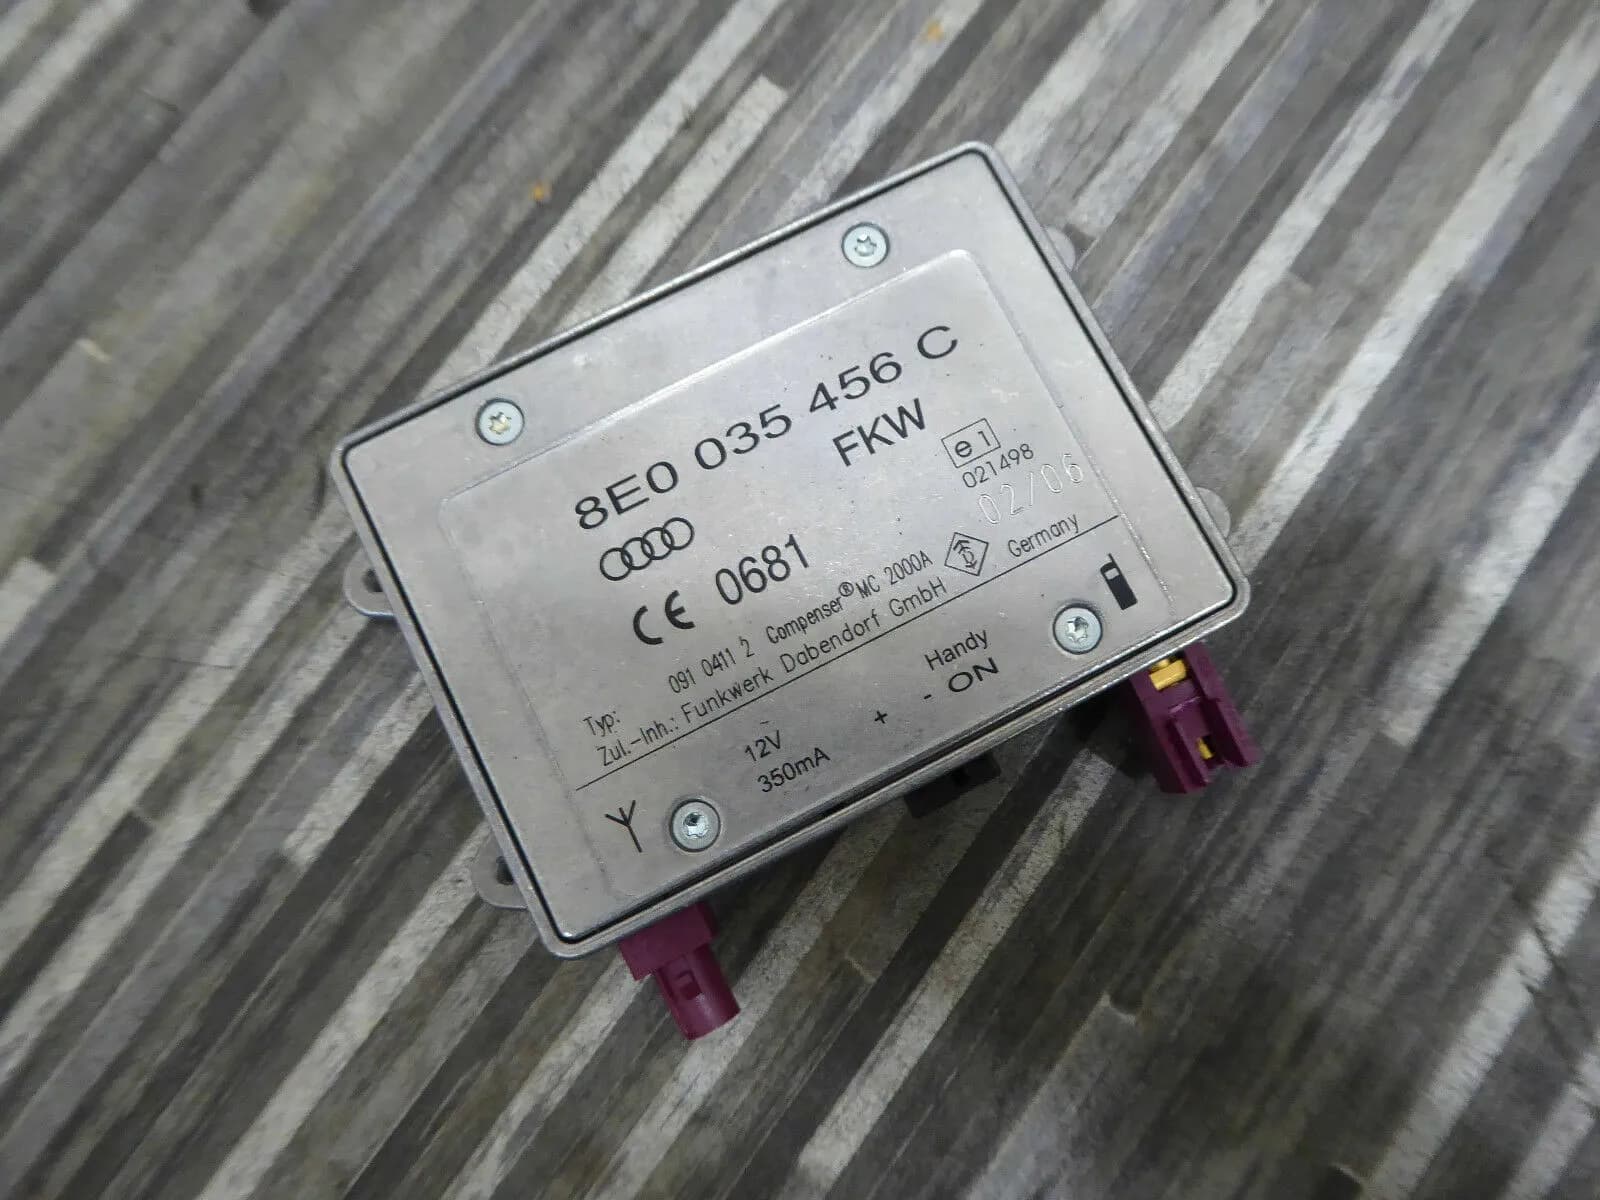 8E0 035 456 C
FKW
e1
021498
02/06
CE 0681
Typ: 091 0411 2 Compenser® MC 2000A
Zul.-Inh.: Funkwerk Dabendorf GmbH Germany
12V
350mA
+ -
Handy
ON